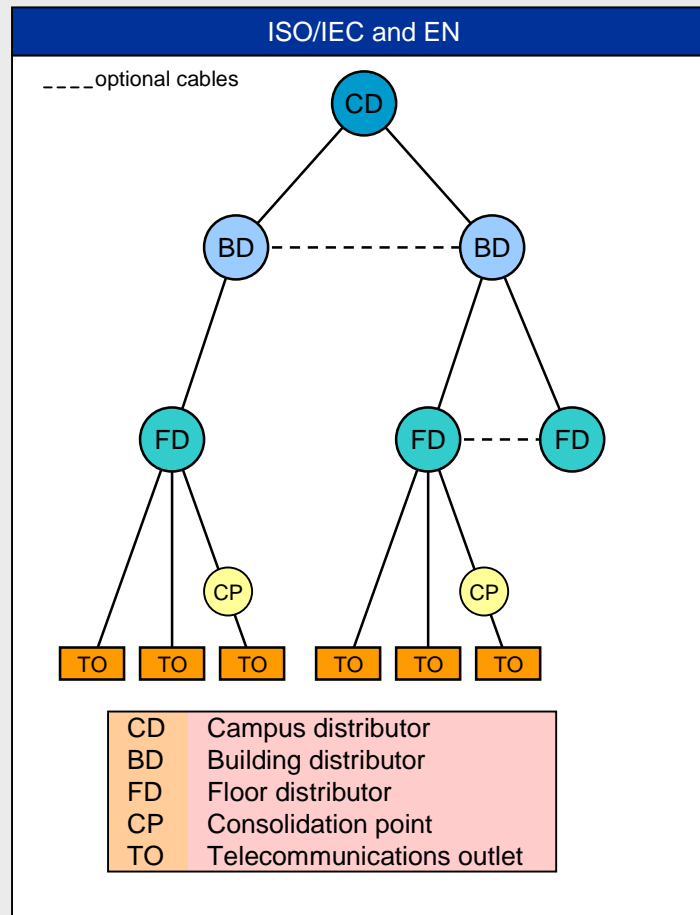 ISO/IEC and EN
____optional cables
CD
BD BD
FD FD FD
CP CP
TO TO TO TO TO TO
CD Campus distributor
BD Building distributor
FD Floor distributor
CP Consolidation point
TO Telecommunications outlet